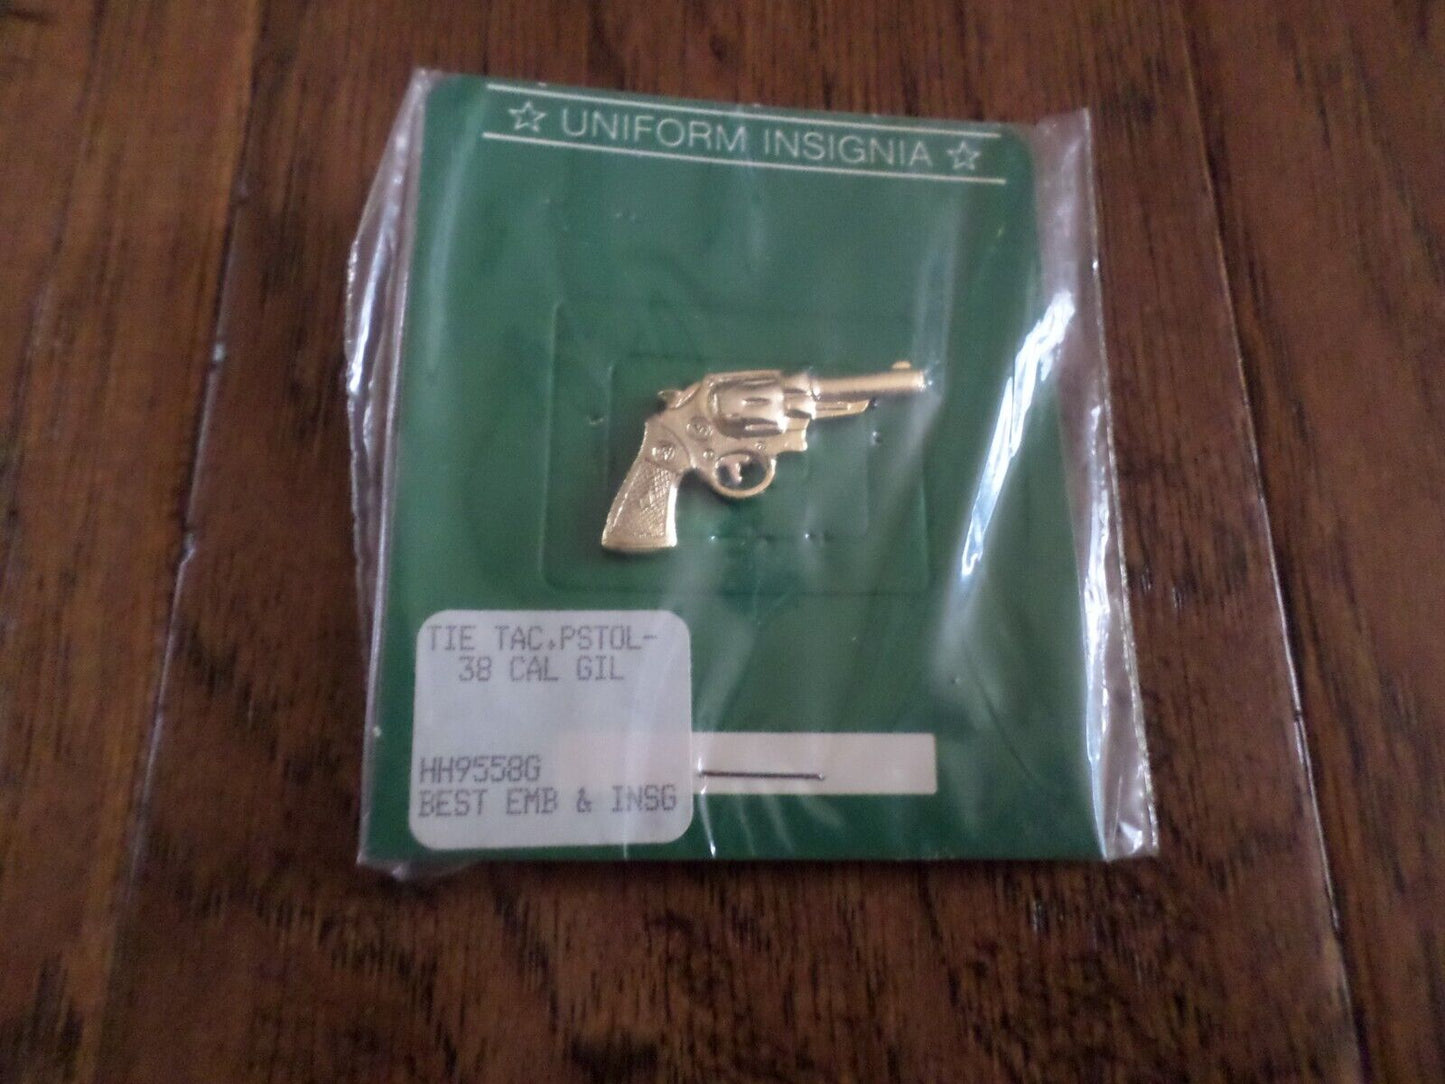 ☆ UNIFORM INSIGNIA ☆
TIE TAC.PSTOL-
38 CAL GIL
HH9558G
BEST EMB & INSG